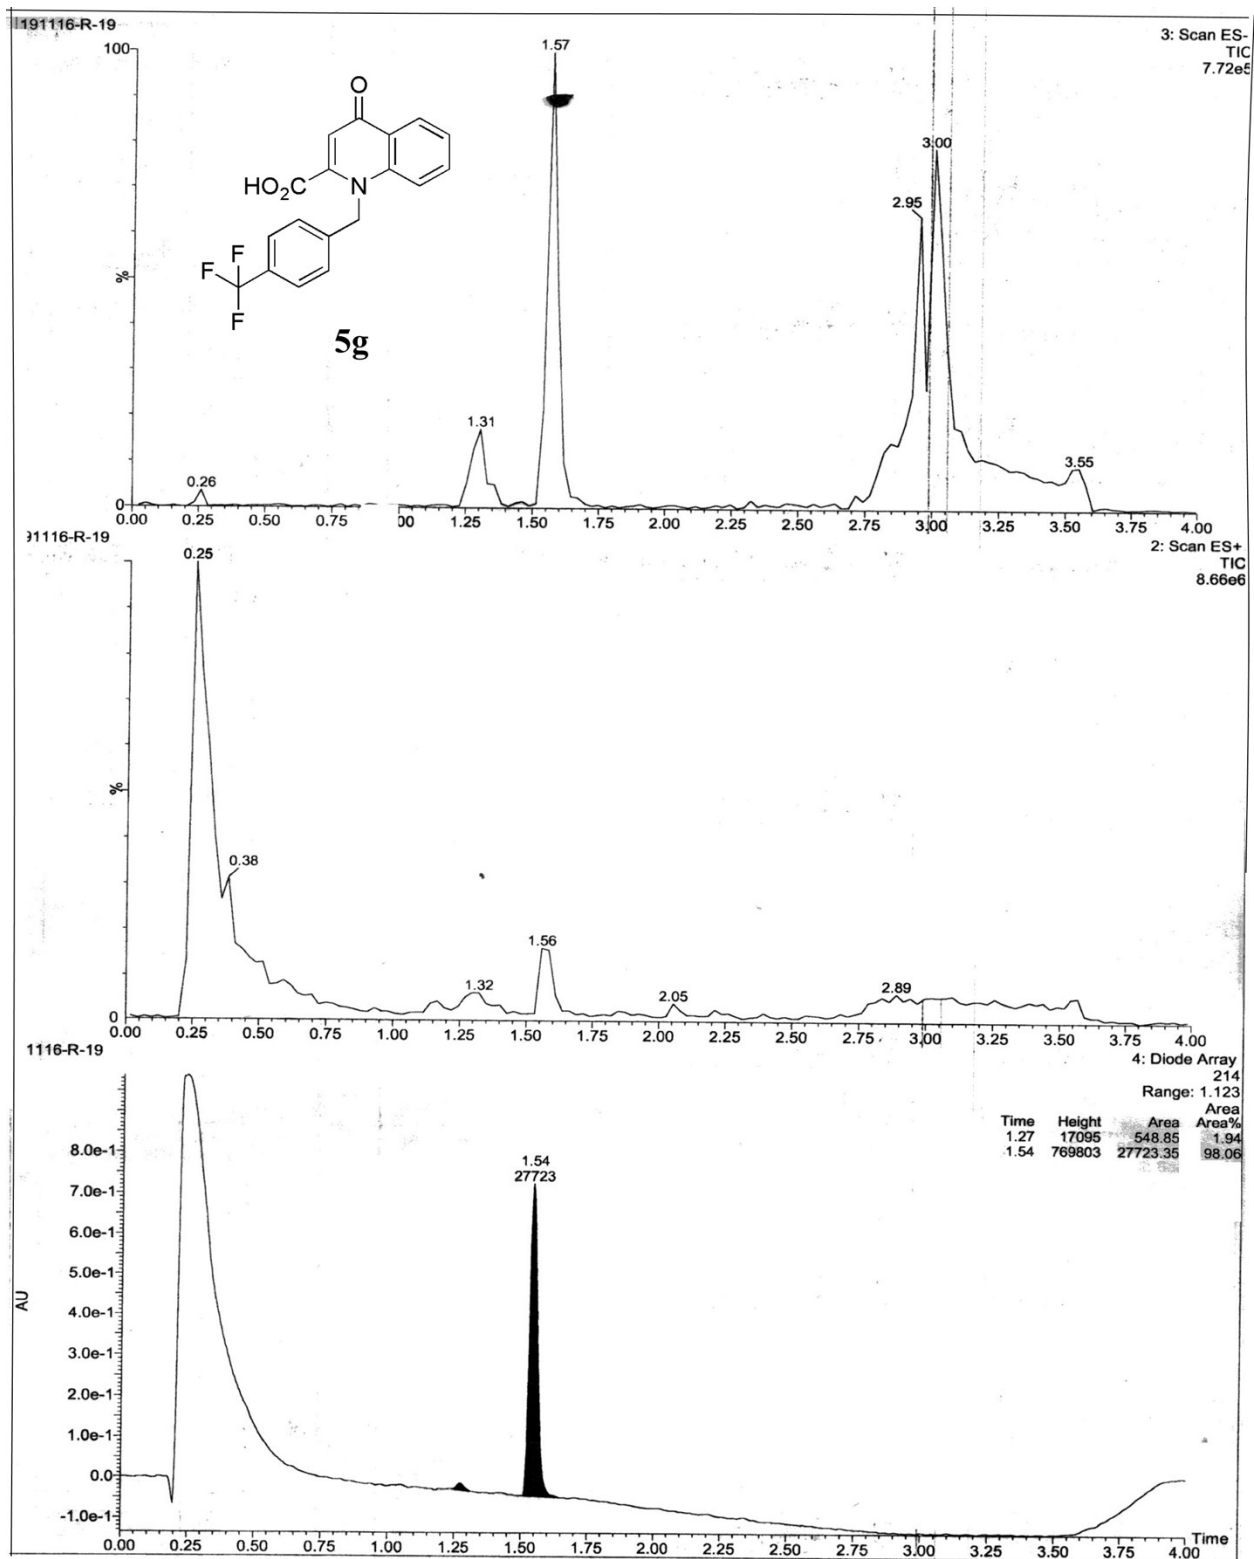 191116-R-19
3: Scan ES-
TIC
7.72e5
100
1.57
3.00
2.95
O
HO2C
N
F
F
F
5g
%
1.31
3.55
0.26
0
0.00 0.25 0.50 0.75 00 1.25 1.50 1.75 2.00 2.25 2.50 2.75 3.00 3.25 3.50 3.75 4.00
91116-R-19
2: Scan ES+
TIC
8.66e6
0.25
%
0.38
1.56
1.32
2.05
2.89
0
0.00 0.25 0.50 0.75 1.00 1.25 1.50 1.75 2.00 2.25 2.50 2.75 3.00 3.25 3.50 3.75 4.00
1116-R-19
4: Diode Array
214
Range: 1.123
Area
Time Height Area Area%
1.27 17095 548.85 1.94
1.54 769803 27723.35 98.06
1.54
27723
8.0e-1
7.0e-1
6.0e-1
5.0e-1
AU
4.0e-1
3.0e-1
2.0e-1
1.0e-1
0.0
-1.0e-1
0.00 0.25 0.50 0.75 1.00 1.25 1.50 1.75 2.00 2.25 2.50 2.75 3.00 3.25 3.50 3.75 4.00 Time